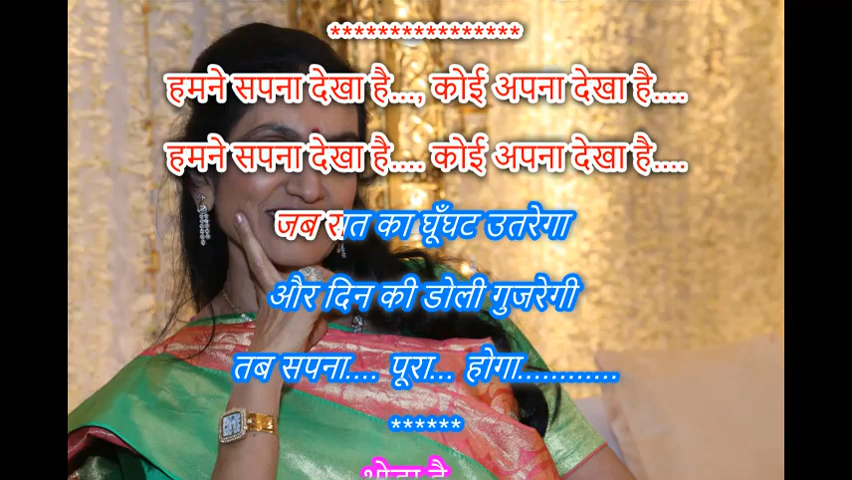 ****************
हमने सपना देखा है..., कोई अपना देखा है....
हमने सपना देखा है.... कोई अपना देखा है....
जब रात का घूँघट उतरेगा
और दिन की डोली गुजरेगी
तब सपना.... पूरा... होगा............
******